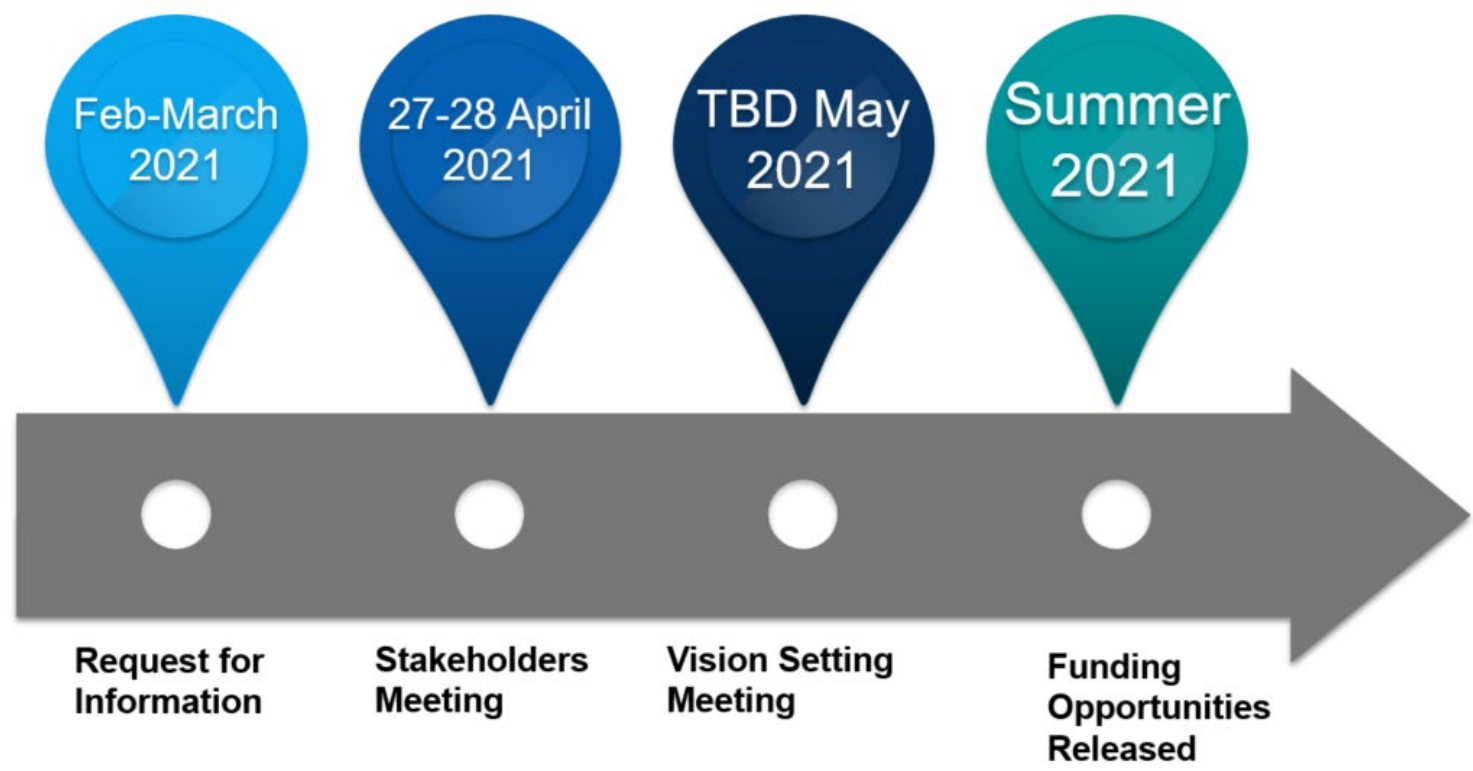 Feb-March
2021
27-28 April
2021
TBD May
2021
Summer
2021
Request for
Information
Stakeholders
Meeting
Vision Setting
Meeting
Funding
Opportunities
Released